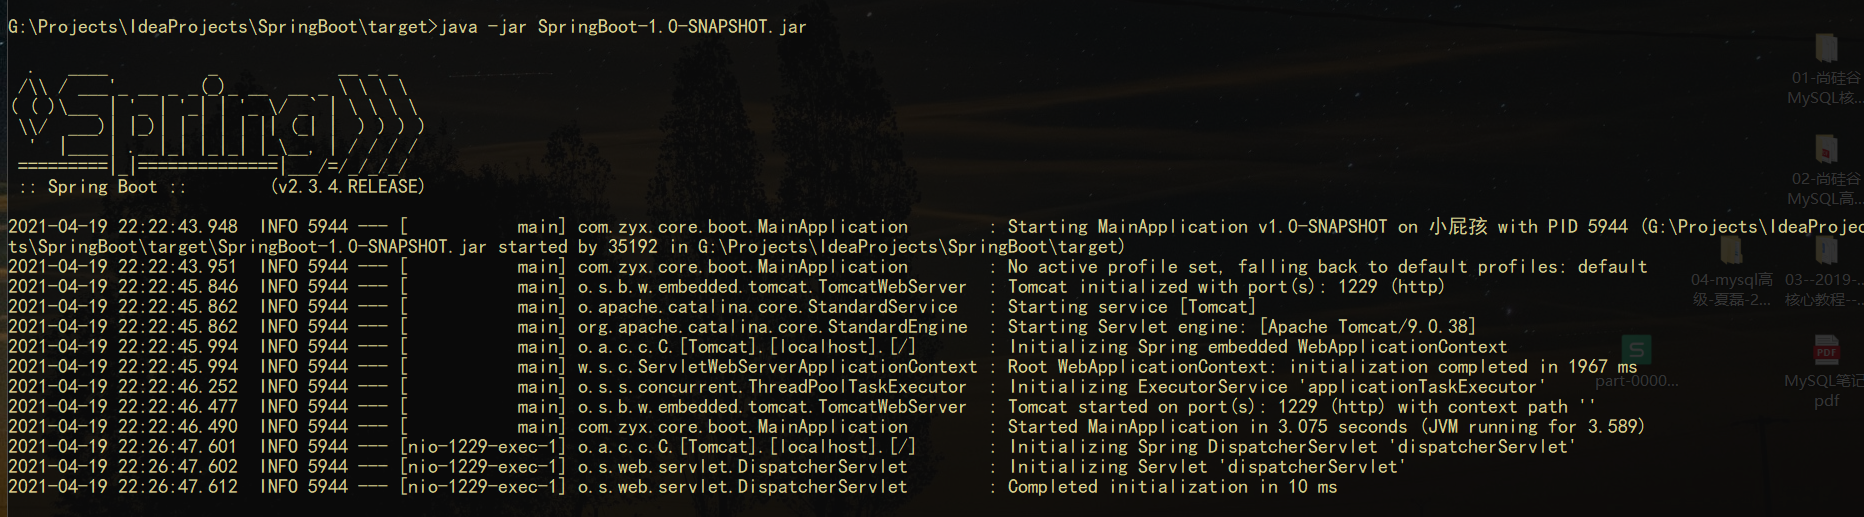 G:\Projects\IdeaProjects\SpringBoot\target>java -jar SpringBoot-1.0-SNAPSHOT.jar
  .   ____          _            __ _ _
 /\\ / ___'_ __ _ _(_)_ __  __ _ \ \ \ \
( ( )\___ | '_ | '_| | '_ \/ _` | \ \ \ \
 \\/  ___)| |_)| | | | | || (_| |  ) ) ) )
  '  |____| .__|_| |_|_| |_\__, | / / / /
 =========|_|==============|___/=/_/_/_/
 :: Spring Boot ::        (v2.3.4.RELEASE)
2021-04-19 22:22:43.948  INFO 5944 --- [           main] com.zyx.core.boot.MainApplication        : Starting MainApplication v1.0-SNAPSHOT on 小屁孩 with PID 5944 (G:\Projects\IdeaProjec
ts\SpringBoot\target\SpringBoot-1.0-SNAPSHOT.jar started by 35192 in G:\Projects\IdeaProjects\SpringBoot\target)
2021-04-19 22:22:43.951  INFO 5944 --- [           main] com.zyx.core.boot.MainApplication        : No active profile set, falling back to default profiles: default
2021-04-19 22:22:45.846  INFO 5944 --- [           main] o.s.b.w.embedded.tomcat.TomcatWebServer  : Tomcat initialized with port(s): 1229 (http)
2021-04-19 22:22:45.862  INFO 5944 --- [           main] o.apache.catalina.core.StandardService   : Starting service [Tomcat]
2021-04-19 22:22:45.862  INFO 5944 --- [           main] org.apache.catalina.core.StandardEngine  : Starting Servlet engine: [Apache Tomcat/9.0.38]
2021-04-19 22:22:45.994  INFO 5944 --- [           main] o.a.c.c.C.[Tomcat].[localhost].[/]       : Initializing Spring embedded WebApplicationContext
2021-04-19 22:22:45.994  INFO 5944 --- [           main] w.s.c.ServletWebServerApplicationContext : Root WebApplicationContext: initialization completed in 1967 ms
2021-04-19 22:22:46.252  INFO 5944 --- [           main] o.s.s.concurrent.ThreadPoolTaskExecutor  : Initializing ExecutorService 'applicationTaskExecutor'
2021-04-19 22:22:46.477  INFO 5944 --- [           main] o.s.b.w.embedded.tomcat.TomcatWebServer  : Tomcat started on port(s): 1229 (http) with context path ''
2021-04-19 22:22:46.490  INFO 5944 --- [           main] com.zyx.core.boot.MainApplication        : Started MainApplication in 3.075 seconds (JVM running for 3.589)
2021-04-19 22:26:47.601  INFO 5944 --- [nio-1229-exec-1] o.a.c.c.C.[Tomcat].[localhost].[/]       : Initializing Spring DispatcherServlet 'dispatcherServlet'
2021-04-19 22:26:47.602  INFO 5944 --- [nio-1229-exec-1] o.s.web.servlet.DispatcherServlet        : Initializing Servlet 'dispatcherServlet'
2021-04-19 22:26:47.612  INFO 5944 --- [nio-1229-exec-1] o.s.web.servlet.DispatcherServlet        : Completed initialization in 10 ms
01-尚硅谷
MySQL核...
02-尚硅谷
MySQL高...
04-mysql高
级-夏磊-2...
03--2019-...
核心教程--...
S
part-0000...
PDF
MySQL笔记
pdf